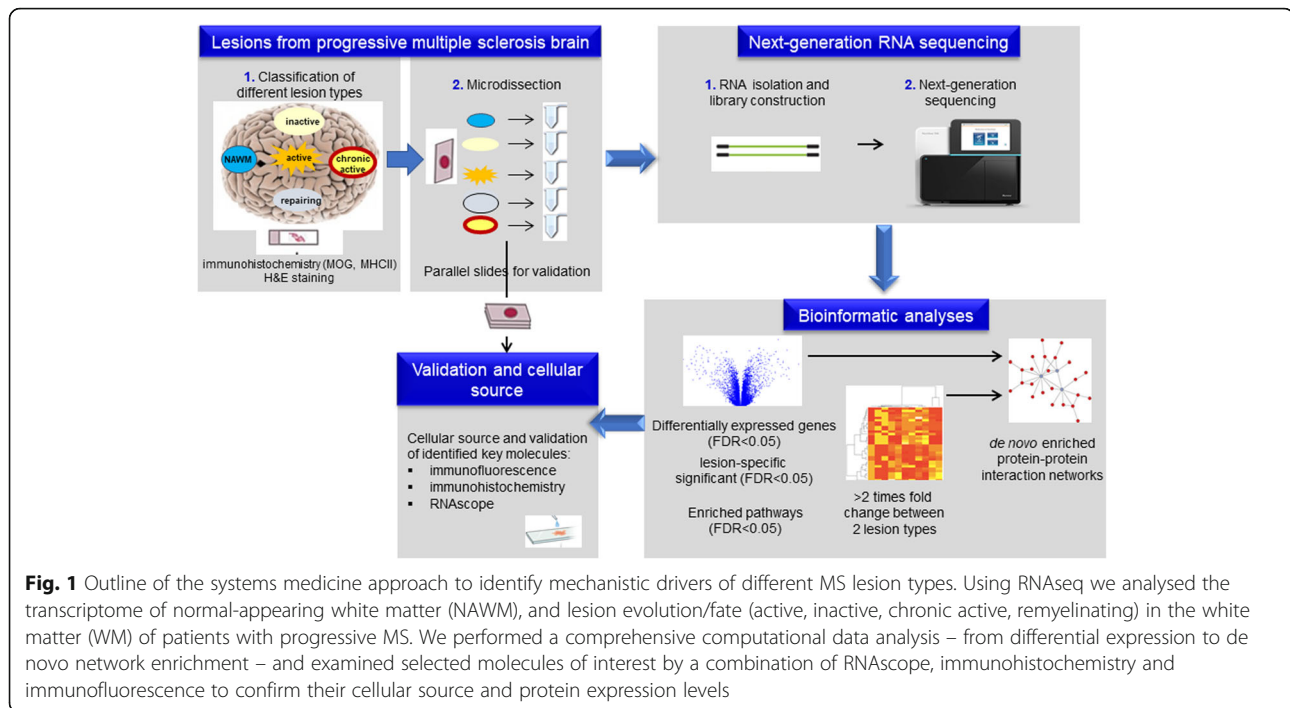 Lesions from progressive multiple sclerosis brain
1. Classification of
different lesion types
inactive
NAWM
active
chronic
active
repairing
immunohistochemistry (MOG, MHCII)
H&E staining
2. Microdissection
Parallel slides for validation
Next-generation RNA sequencing
1. RNA isolation and
library construction
2. Next-generation
sequencing
Bioinformatic analyses
Differentially expressed genes
(FDR<0.05)
lesion-specific
significant (FDR<0.05)
Enriched pathways
(FDR<0.05)
>2 times fold
change between
2 lesion types
de novo enriched
protein-protein
interaction networks
Validation and cellular
source
Cellular source and validation
of identified key molecules:
▪ immunofluorescence
▪ immunohistochemistry
▪ RNAscope
Fig. 1 Outline of the systems medicine approach to identify mechanistic drivers of different MS lesion types. Using RNAseq we analysed the
transcriptome of normal-appearing white matter (NAWM), and lesion evolution/fate (active, inactive, chronic active, remyelinating) in the white
matter (WM) of patients with progressive MS. We performed a comprehensive computational data analysis – from differential expression to de
novo network enrichment – and examined selected molecules of interest by a combination of RNAscope, immunohistochemistry and
immunofluorescence to confirm their cellular source and protein expression levels